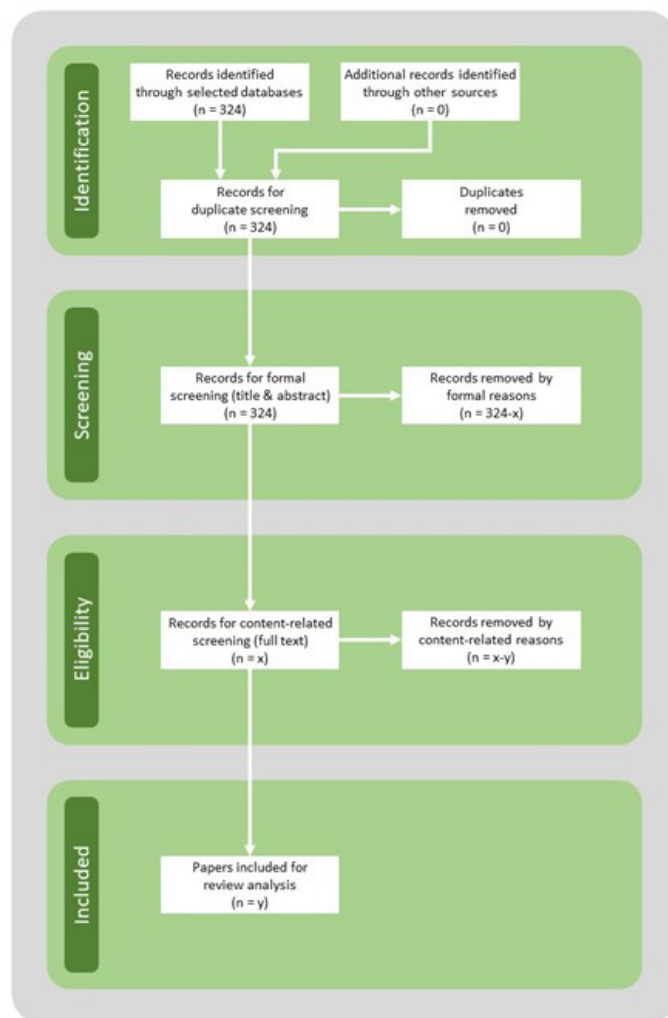 Identification
Records identified
through selected databases
(n = 324)
Additional records identified
through other sources
(n = 0)
Records for
duplicate screening
(n = 324)
Duplicates
removed
(n = 0)
Screening
Records for formal
screening (title & abstract)
(n = 324)
Records removed by
formal reasons
(n = 324-x)
Eligibility
Records for content-related
screening (full text)
(n = x)
Records removed by
content-related reasons
(n = x-y)
Included
Papers included for
review analysis
(n = y)